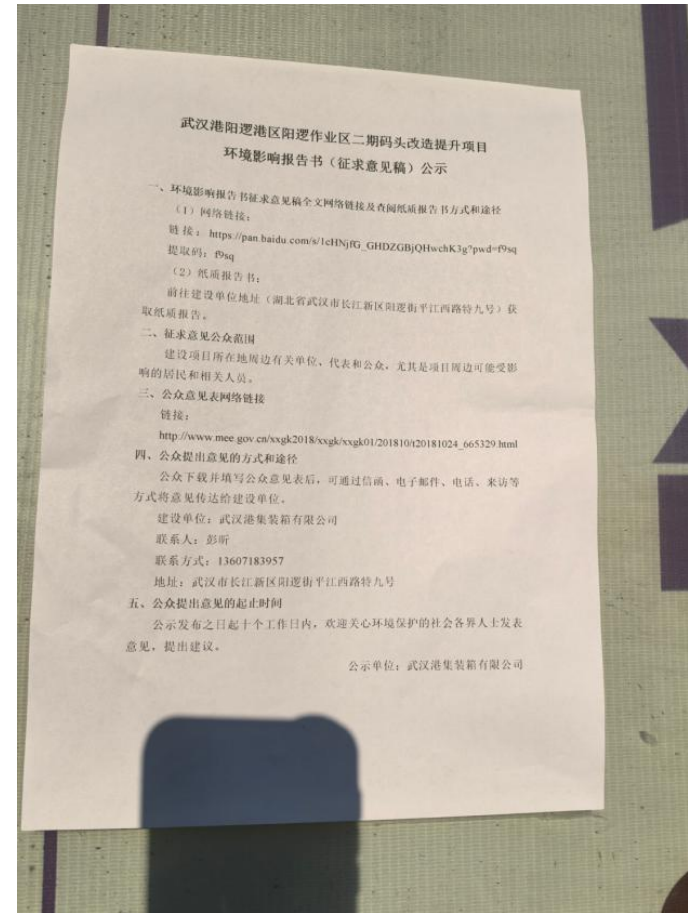 武汉港阳逻港区阳逻作业区二期码头改造提升项目
环境影响报告书（征求意见稿）公示
一、环境影响报告书征求意见稿全文网络链接及查阅纸质报告书方式和途径
（1）网络链接：
链接：https://pan.baidu.com/s/1cHNjfG_GHDZGBjQHwchK3g?pwd=f9sq
提取码：f9sq
（2）纸质报告书：
前往建设单位地址（湖北省武汉市长江新区阳逻街平江西路特九号）获
取纸质报告。
二、征求意见公众范围
建设项目所在地周边有关单位、代表和公众，尤其是项目周边可能受影
响的居民和相关人员。
三、公众意见表网络链接
链接：
http://www.mee.gov.cn/xxgk2018/xxgk/xxgk01/201810/t20181024_665329.html
四、公众提出意见的方式和途径
公众下载并填写公众意见表后，可通过信函、电子邮件、电话、来访等
方式将意见传达给建设单位。
建设单位：武汉港集装箱有限公司
联系人：彭昕
联系方式：13607183957
地址：武汉市长江新区阳逻街平江西路特九号
五、公众提出意见的起止时间
公示发布之日起十个工作日内，欢迎关心环境保护的社会各界人士发表
意见，提出建议。
公示单位：武汉港集装箱有限公司